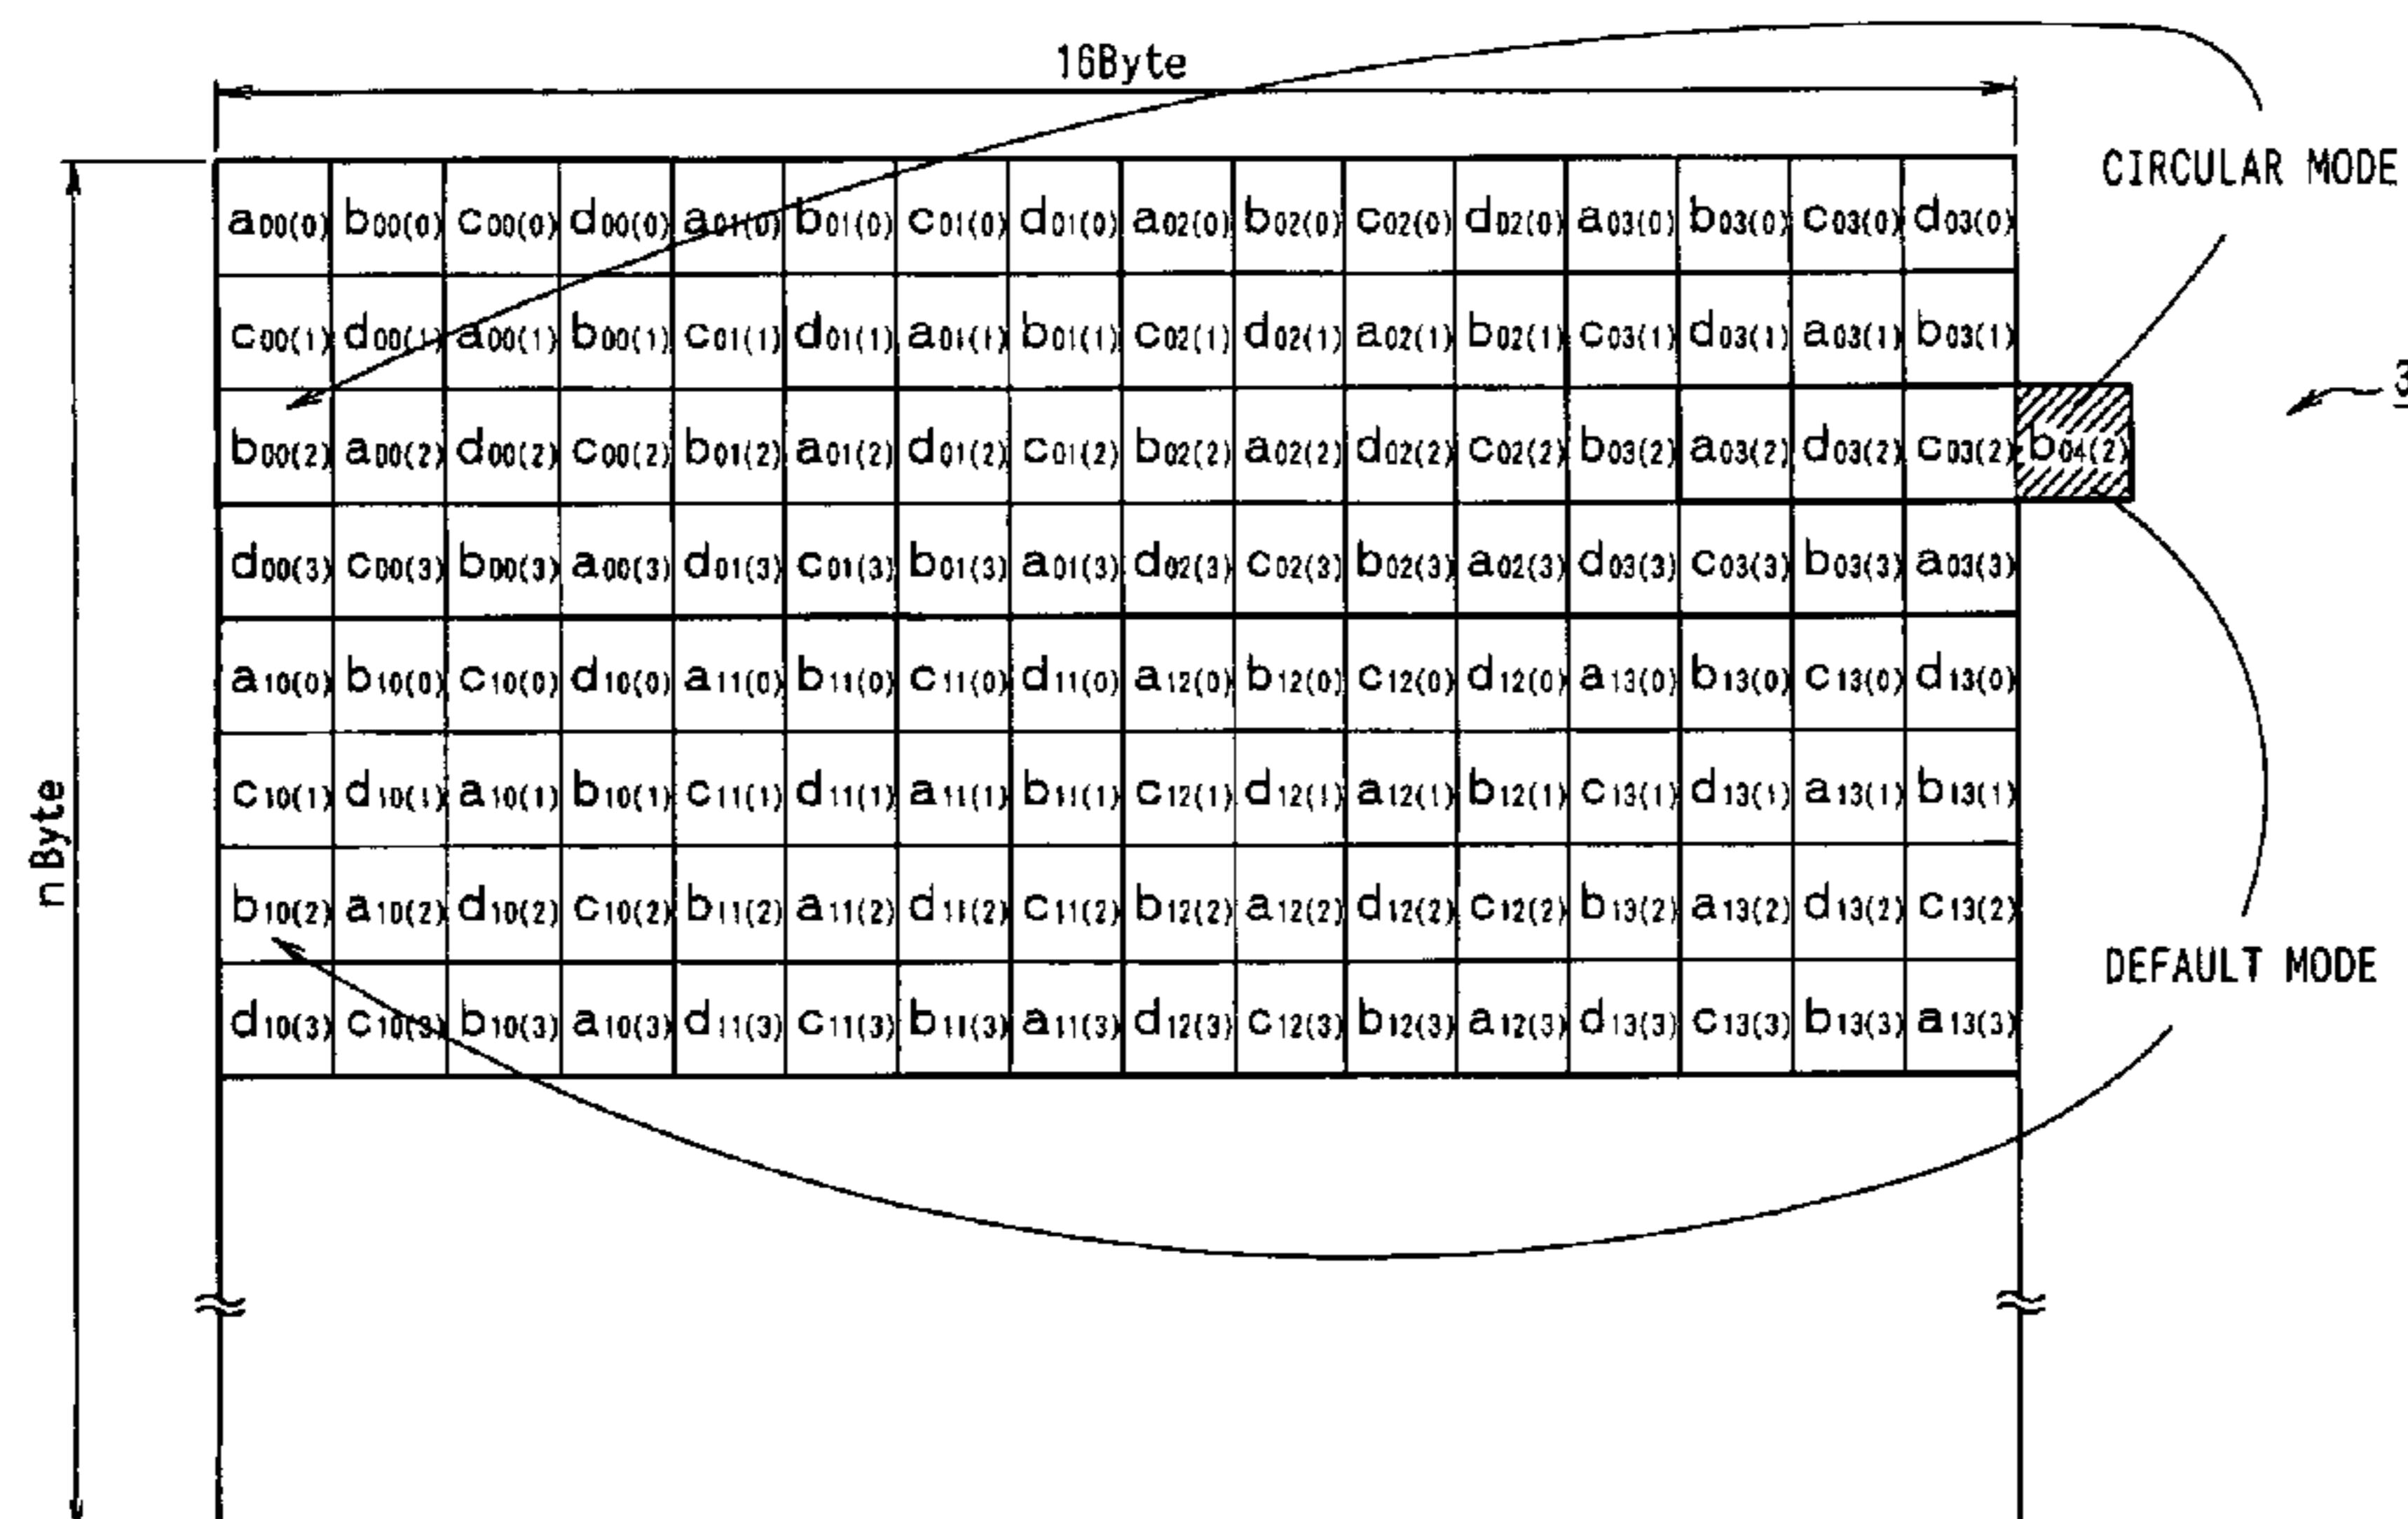 16Byte
CIRCULAR MODE
a00(0) b00(0) c00(0) d00(0) a01(0) b01(0) c01(0) d01(0) a02(0) b02(0) c02(0) d02(0) a03(0) b03(0) c03(0) d03(0)
c00(1) d00(1) a00(1) b00(1) c01(1) d01(1) a01(1) b01(1) c02(1) d02(1) a02(1) b02(1) c03(1) d03(1) a03(1) b03(1)
3
b00(2) a00(2) d00(2) c00(2) b01(2) a01(2) d01(2) c01(2) b02(2) a02(2) d02(2) c02(2) b03(2) a03(2) d03(2) c03(2) b04(2)
d00(3) c00(3) b00(3) a00(3) d01(3) c01(3) b01(3) a01(3) d02(3) c02(3) b02(3) a02(3) d03(3) c03(3) b03(3) a03(3)
a10(0) b10(0) c10(0) d10(0) a11(0) b11(0) c11(0) d11(0) a12(0) b12(0) c12(0) d12(0) a13(0) b13(0) c13(0) d13(0)
c10(1) d10(1) a10(1) b10(1) c11(1) d11(1) a11(1) b11(1) c12(1) d12(1) a12(1) b12(1) c13(1) d13(1) a13(1) b13(1)
nByte
b10(2) a10(2) d10(2) c10(2) b11(2) a11(2) d11(2) c11(2) b12(2) a12(2) d12(2) c12(2) b13(2) a13(2) d13(2) c13(2)
DEFAULT MODE
d10(3) c10(3) b10(3) a10(3) d11(3) c11(3) b11(3) a11(3) d12(3) c12(3) b12(3) a12(3) d13(3) c13(3) b13(3) a13(3)